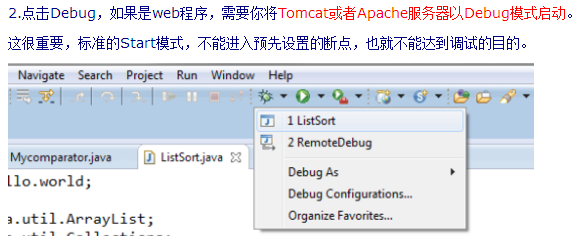 2.点击Debug，如果是web程序，需要你将Tomcat或者Apache服务器以Debug模式启动。
这很重要，标准的Start模式，不能进入预先设置的断点，也就不能达到调试的目的。
Navigate Search Project Run Window Help
1 ListSort
2 RemoteDebug
Mycomparator.java ListSort.java
Debug As
llo.world;
Debug Configurations...
Organize Favorites...
a.util.ArrayList;